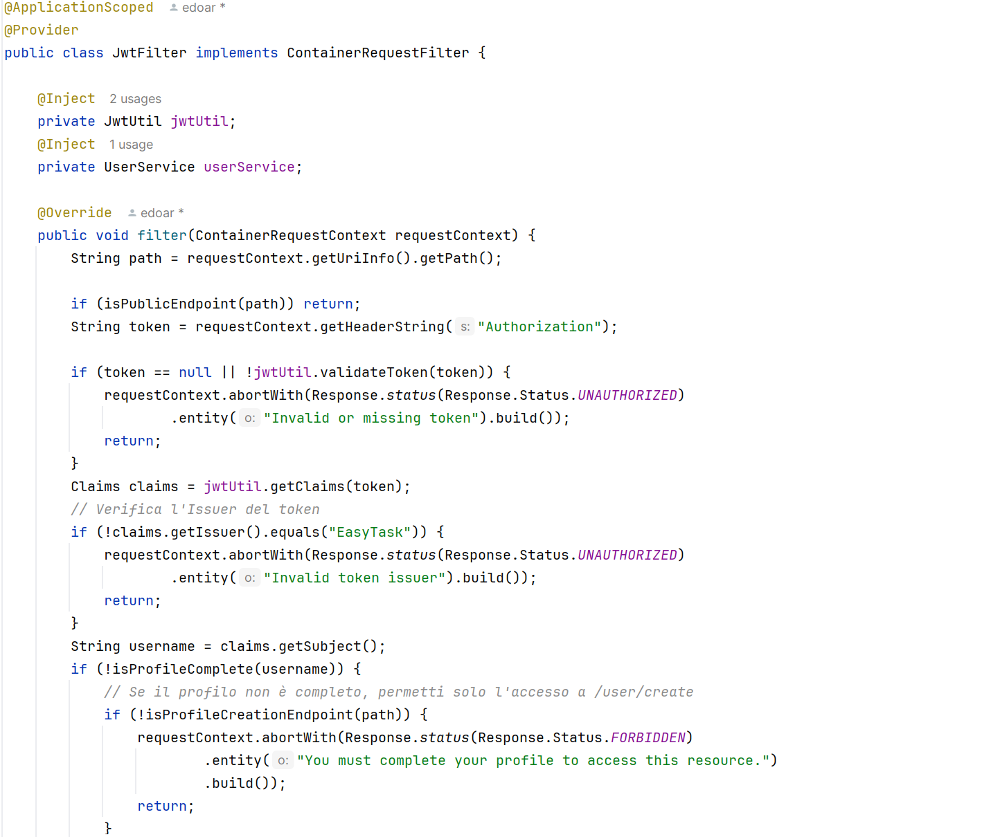 @ApplicationScoped edoar *
@Provider
public class JwtFilter implements ContainerRequestFilter {
@Inject 2 usages
private JwtUtil jwtUtil;
@Inject 1 usage
private UserService userService;
@Override edoar *
public void filter(ContainerRequestContext requestContext) {
String path = requestContext.getUriInfo().getPath();
if (isPublicEndpoint(path)) return;
String token = requestContext.getHeaderString( s: "Authorization");
if (token == null || !jwtUtil.validateToken(token)) {
requestContext.abortWith(Response.status(Response.Status.UNAUTHORIZED)
.entity( o: "Invalid or missing token").build());
return;
}
Claims claims = jwtUtil.getClaims(token);
// Verifica l'Issuer del token
if (!claims.getIssuer().equals("EasyTask")) {
requestContext.abortWith(Response.status(Response.Status.UNAUTHORIZED)
.entity( o: "Invalid token issuer").build());
return;
}
String username = claims.getSubject();
if (!isProfileComplete(username)) {
// Se il profilo non è completo, permetti solo l'accesso a /user/create
if (!isProfileCreationEndpoint(path)) {
requestContext.abortWith(Response.status(Response.Status.FORBIDDEN)
.entity( o: "You must complete your profile to access this resource.")
.build());
return;
}